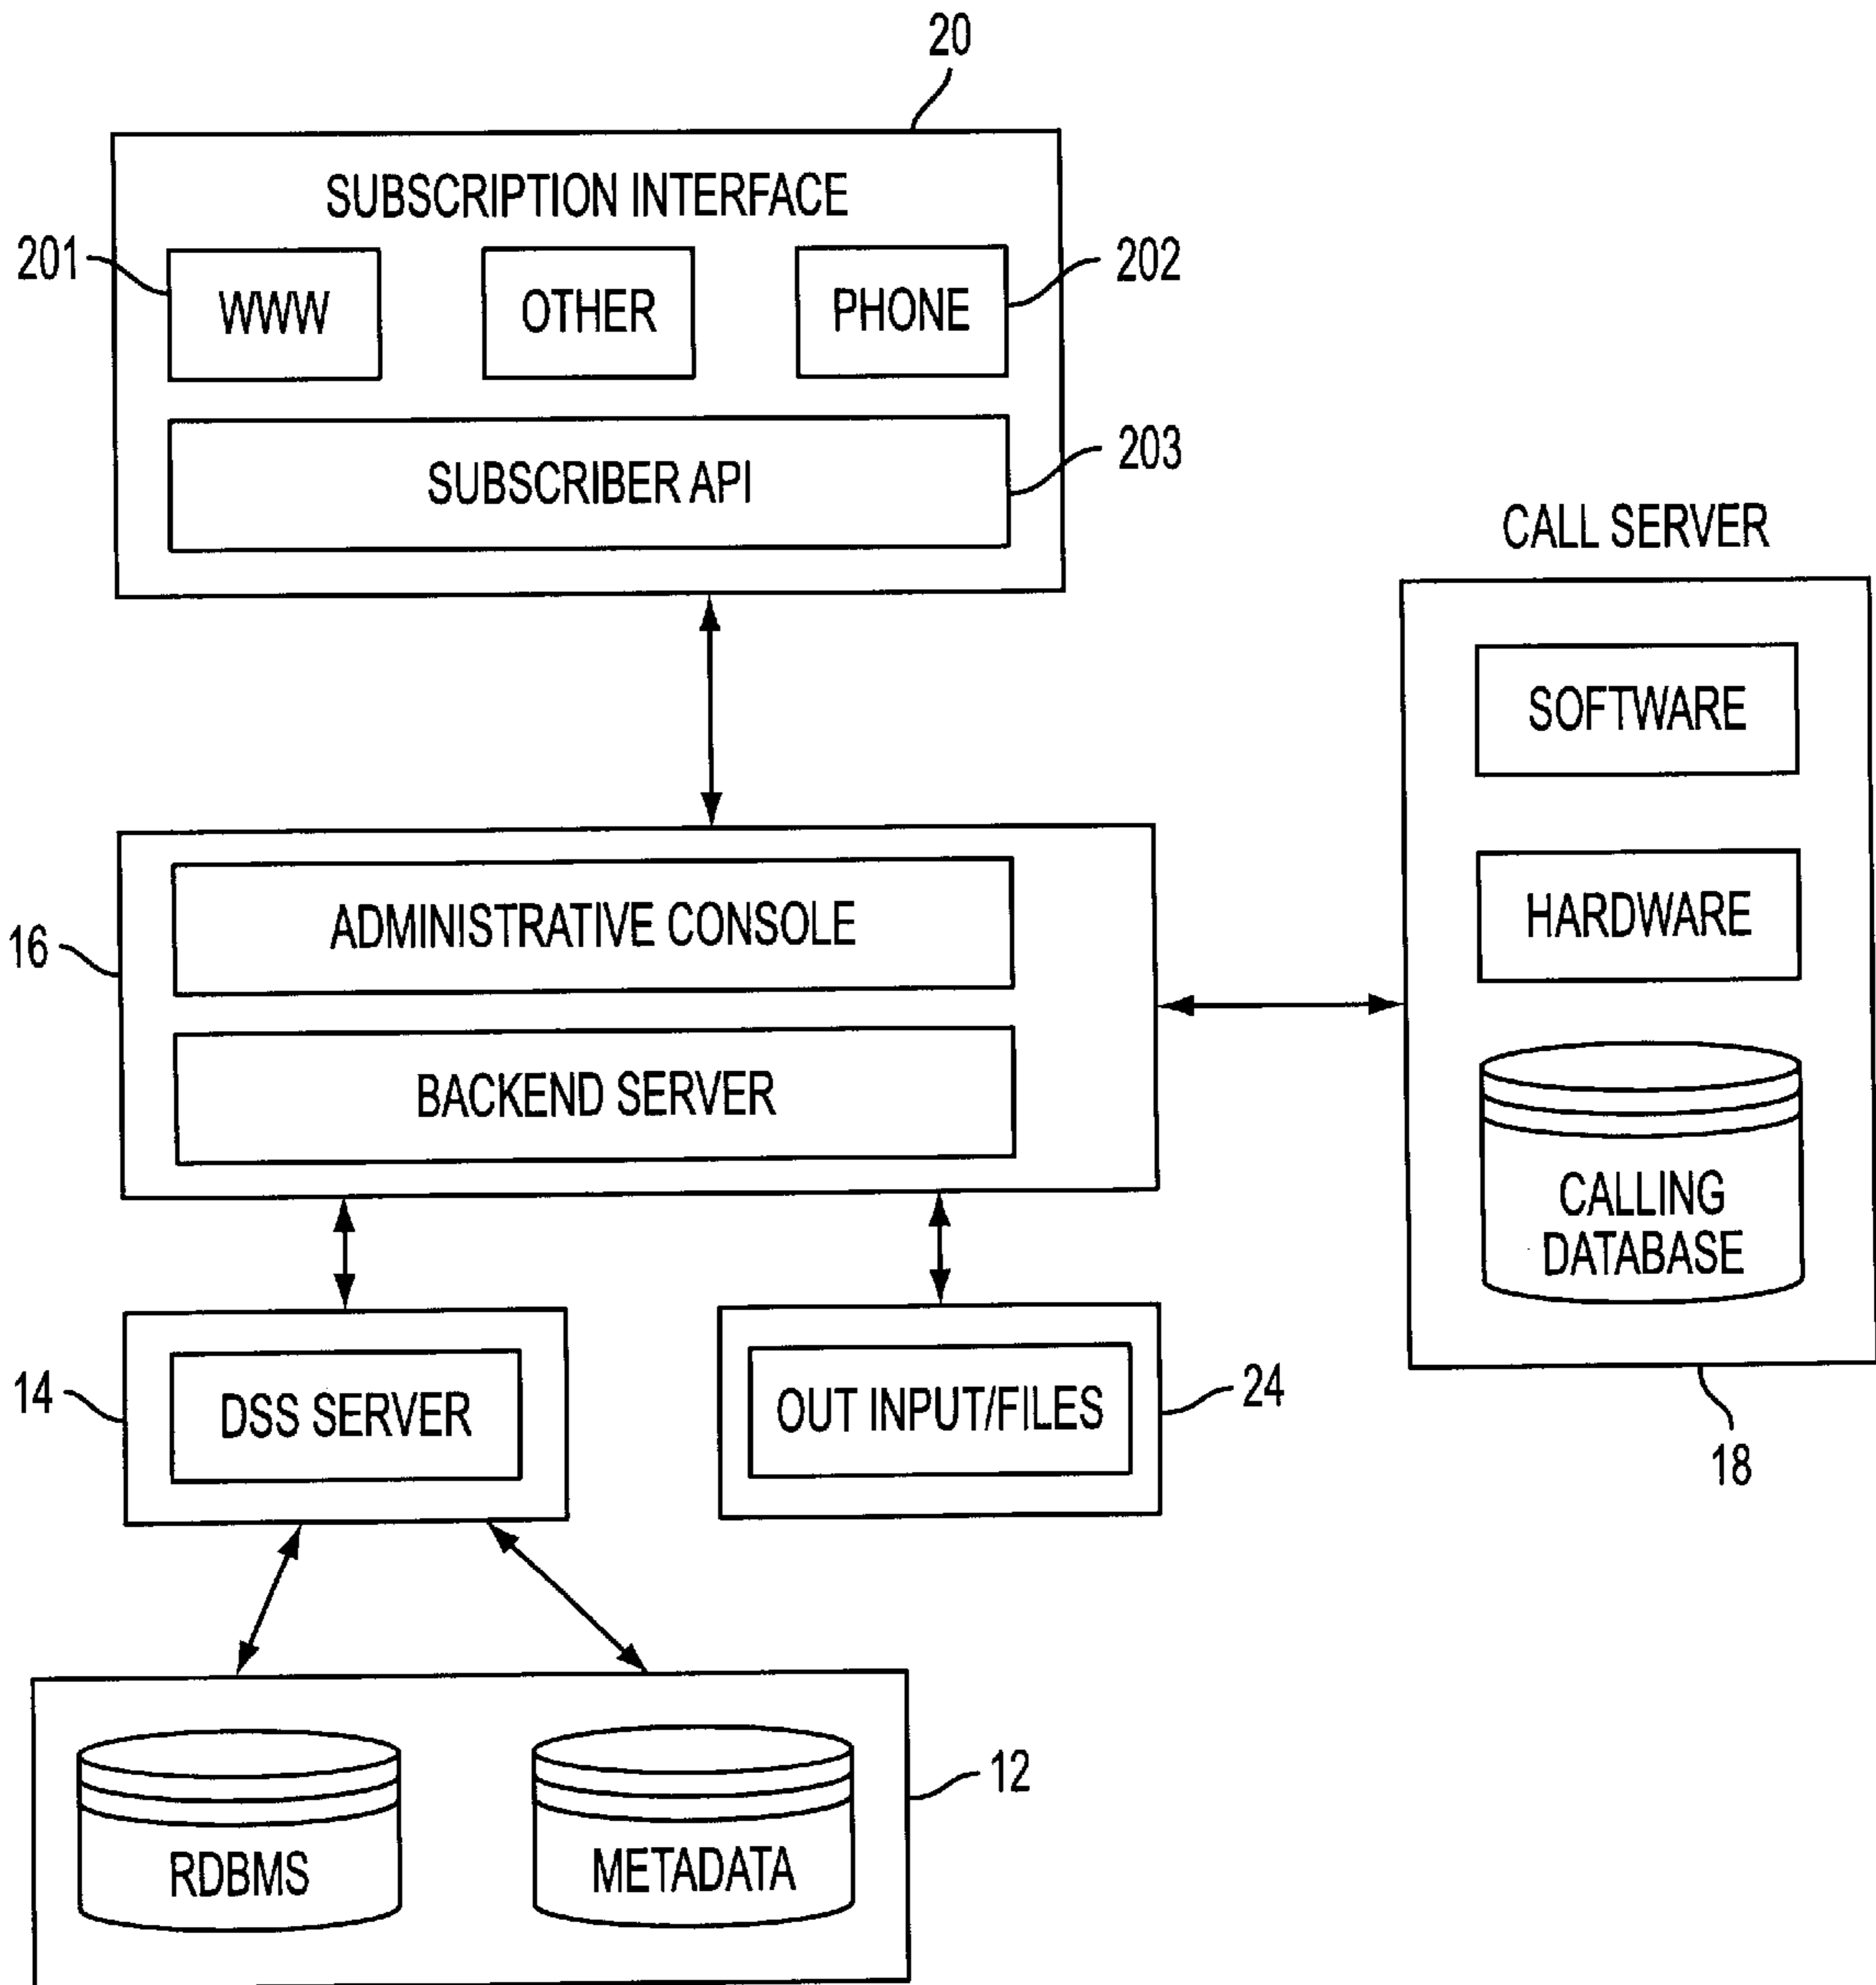 20
SUBSCRIPTION INTERFACE
201
WWW
OTHER
PHONE
202
SUBSCRIBER API
203
CALL SERVER
SOFTWARE
HARDWARE
CALLING
DATABASE
18
16
ADMINISTRATIVE CONSOLE
BACKEND SERVER
14
DSS SERVER
OUT INPUT/FILES
24
RDBMS
METADATA
12